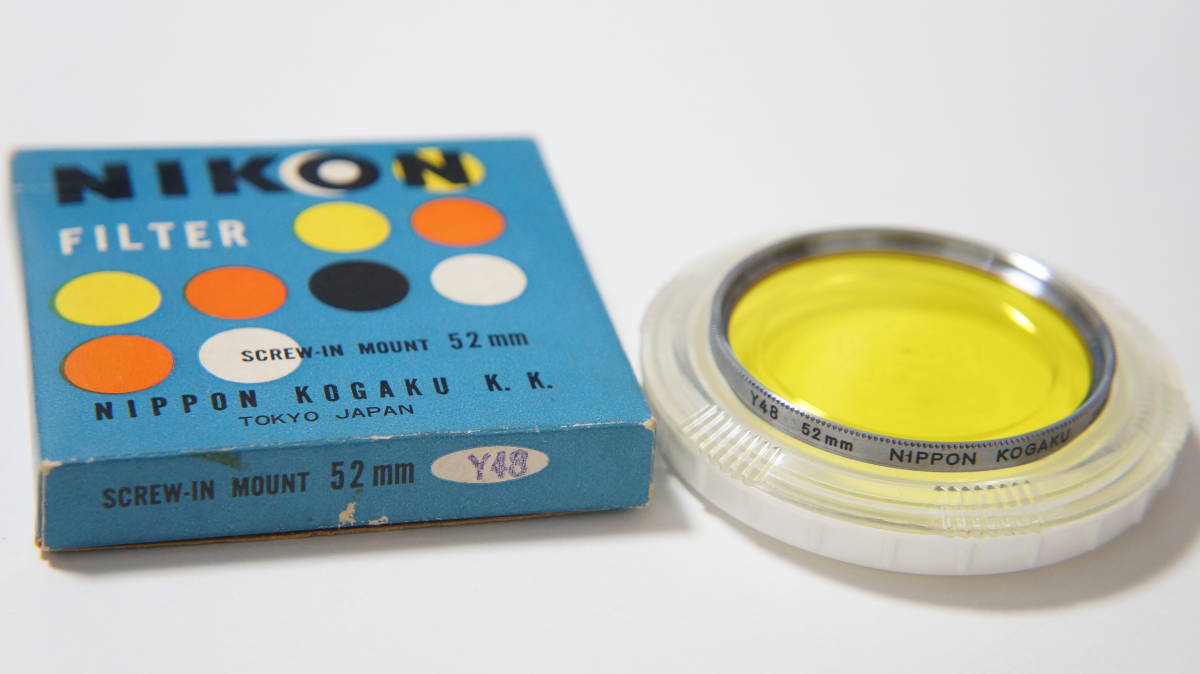 NIKON
FILTER
SCREW-IN MOUNT 52mm
NIPPON KOGAKU K. K.
TOKYO JAPAN
SCREW-IN MOUNT 52mm Y48
Y48 52mm NIPPON KOGAKU